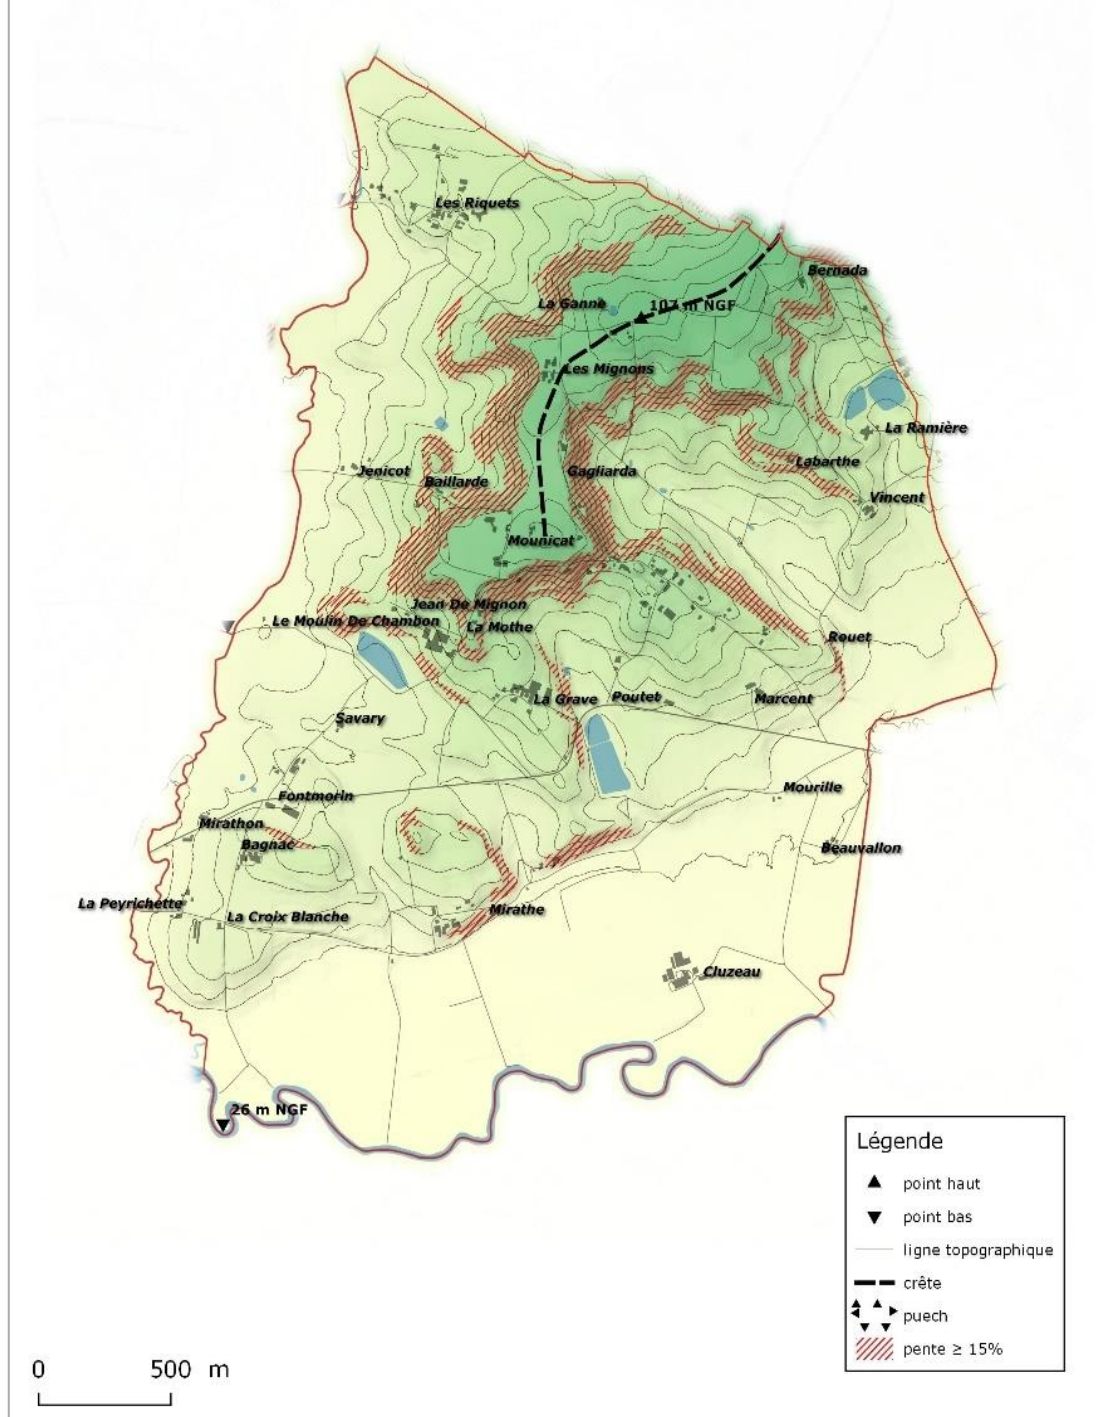 Les Riquets
Bernada
La Ganne
107 m NGF
Les Mignons
La Ramière
Labarthe
Jenicot
Baillarde
Gagliarda
Vincent
Mounicat
Jean De Mignon
Le Moulin De Chambon
La Mothe
Rouet
La Grave
Poutet
Marcent
Savary
Mourille
Fontmorin
Mirathon
Bagnac
Beauvallon
La Peyrichette
La Croix Blanche
Mirathe
Cluzeau
26 m NGF
Légende
point haut
point bas
ligne topographique
crête
puech
pente ≥ 15%
0 500 m